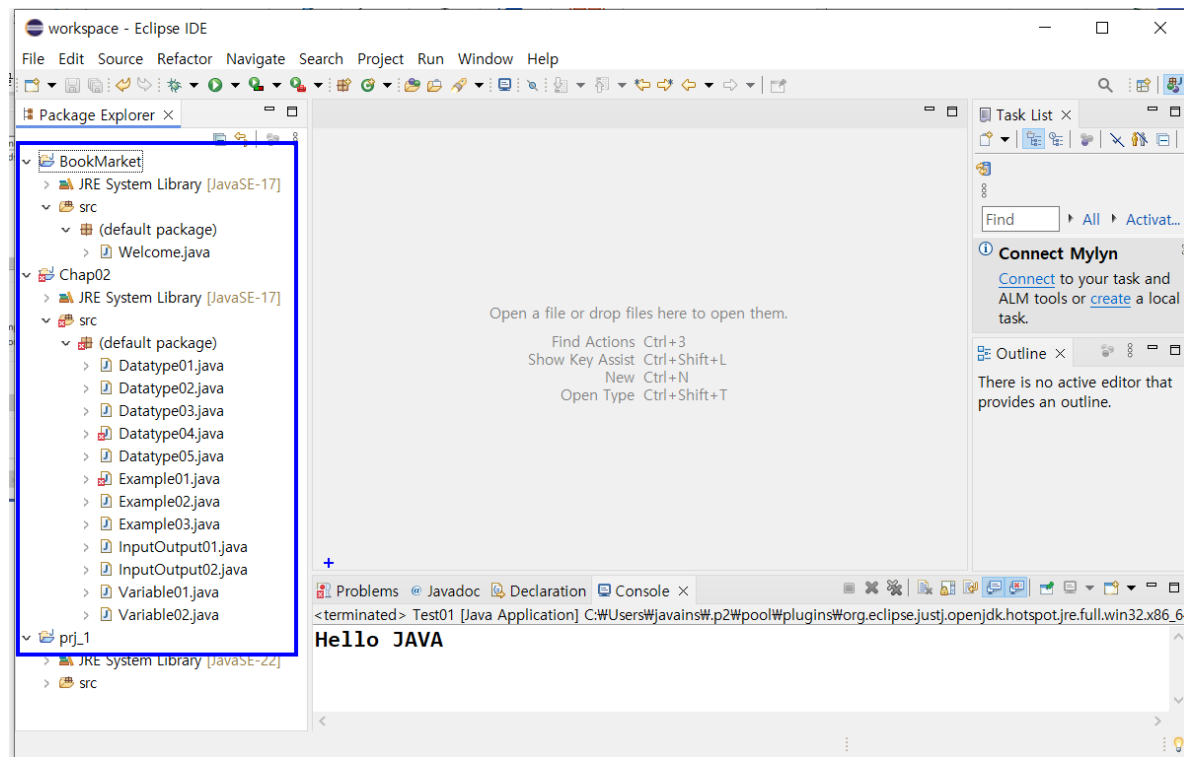 workspace - Eclipse IDE
File Edit Source Refactor Navigate Search Project Run Window Help
Package Explorer
BookMarket
JRE System Library [JavaSE-17]
src
(default package)
Welcome.java
Chap02
JRE System Library [JavaSE-17]
src
(default package)
Datatype01.java
Datatype02.java
Datatype03.java
Datatype04.java
Datatype05.java
Example01.java
Example02.java
Example03.java
InputOutput01.java
InputOutput02.java
Variable01.java
Variable02.java
prj_1
JRE System Library [JavaSE-22]
src
Open a file or drop files here to open them.
Find Actions Ctrl+3
Show Key Assist Ctrl+Shift+L
New Ctrl+N
Open Type Ctrl+Shift+T
Task List
Find All Activat...
Connect Mylyn
Connect to your task and
ALM tools or create a local
task.
Outline
There is no active editor that
provides an outline.
Problems Javadoc Declaration Console
<terminated> Test01 [Java Application] C:₩Users₩javains₩.p2₩pool₩plugins₩org.eclipse.justj.openjdk.hotspot.jre.full.win32.x86_6
Hello JAVA